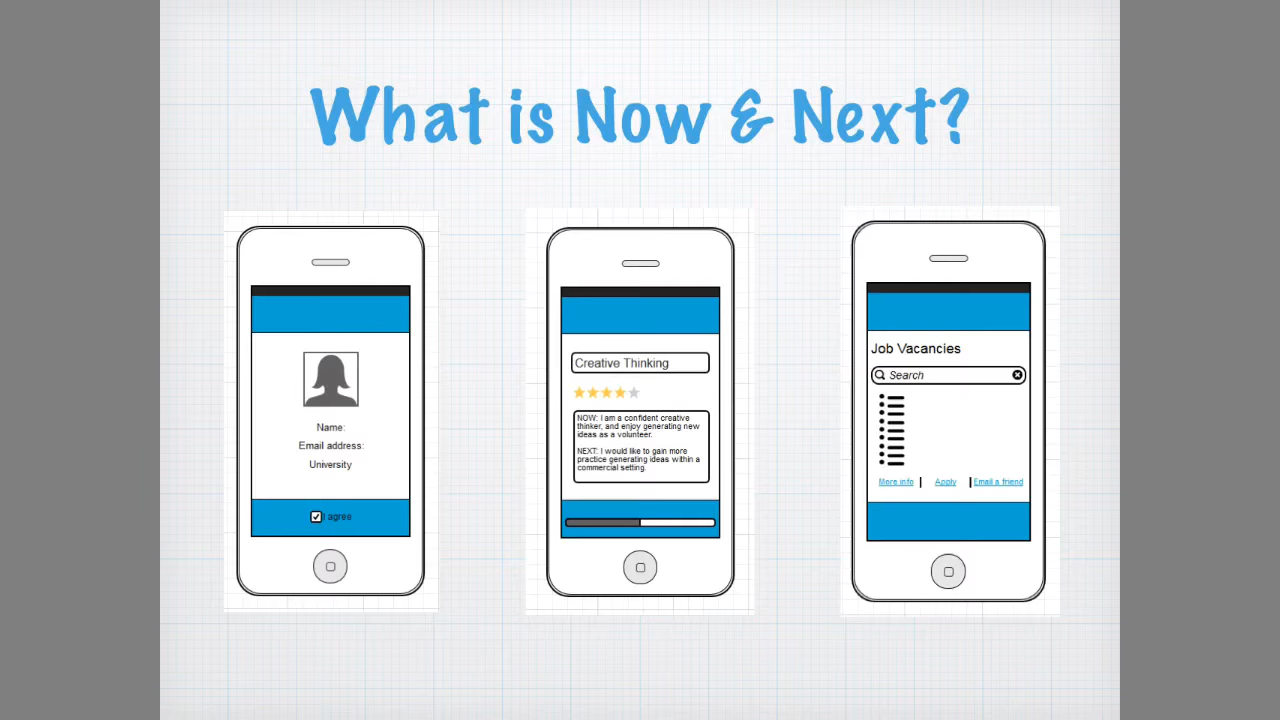 What is Now & Next?
Name:
Email address:
University
I agree
Creative Thinking
NOW: I am a confident creative
thinker, and enjoy generating new
ideas as a volunteer.
NEXT: I would like to gain more
practice generating ideas within a
commercial setting.
Job Vacancies
Search
More info | Apply | Email a friend